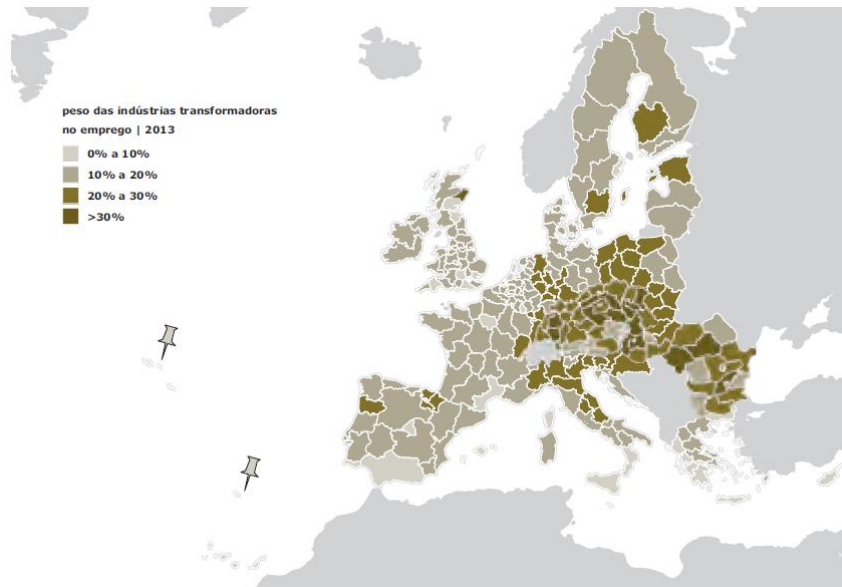 peso das indústrias transformadoras
no emprego | 2013
0% a 10%
10% a 20%
20% a 30%
>30%